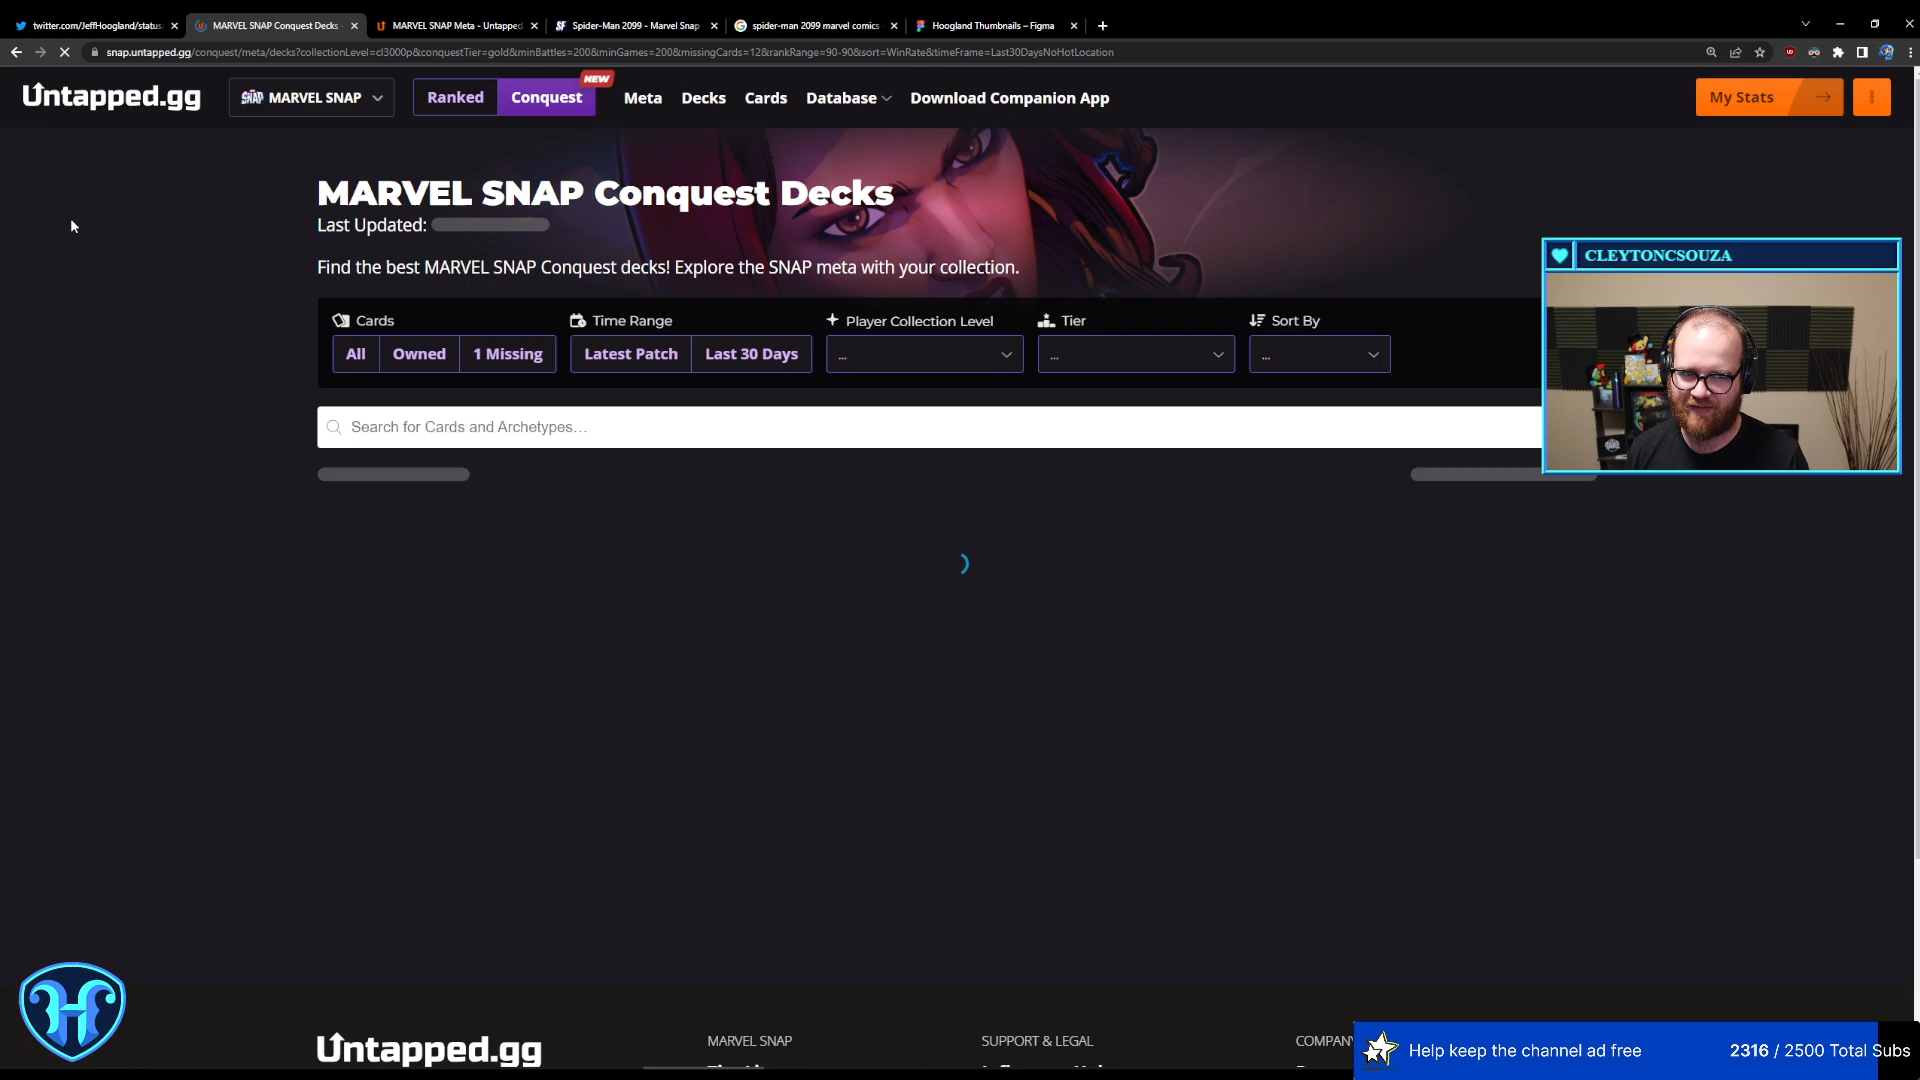 twitter.com/JeffHoogland/status
MARVEL SNAP Conquest Decks
MARVEL SNAP Meta - Untapped
Spider-Man 2099 - Marvel Snap
spider-man 2099 marvel comics
Hoogland Thumbnails – Figma
snap.untapped.gg/conquest/meta/decks?collectionLevel=cl3000p&conquestTier=gold&minBattles=200&minGames=200&missingCards=12&rankRange=90-90&sort=WinRate&timeFrame=Last30DaysNoHotLocation
Untapped.gg
SNAP MARVEL SNAP
Ranked
Conquest
NEW
Meta
Decks
Cards
Database
Download Companion App
My Stats
MARVEL SNAP Conquest Decks
Last Updated:
Find the best MARVEL SNAP Conquest decks! Explore the SNAP meta with your collection.
Cards
Time Range
Player Collection Level
Tier
Sort By
All
Owned
1 Missing
Latest Patch
Last 30 Days
...
...
...
Search for Cards and Archetypes...
CLEYTONCSOUZA
Untapped.gg
MARVEL SNAP
SUPPORT & LEGAL
COMPANY
7
Help keep the channel ad free
2316 / 2500 Total Subs